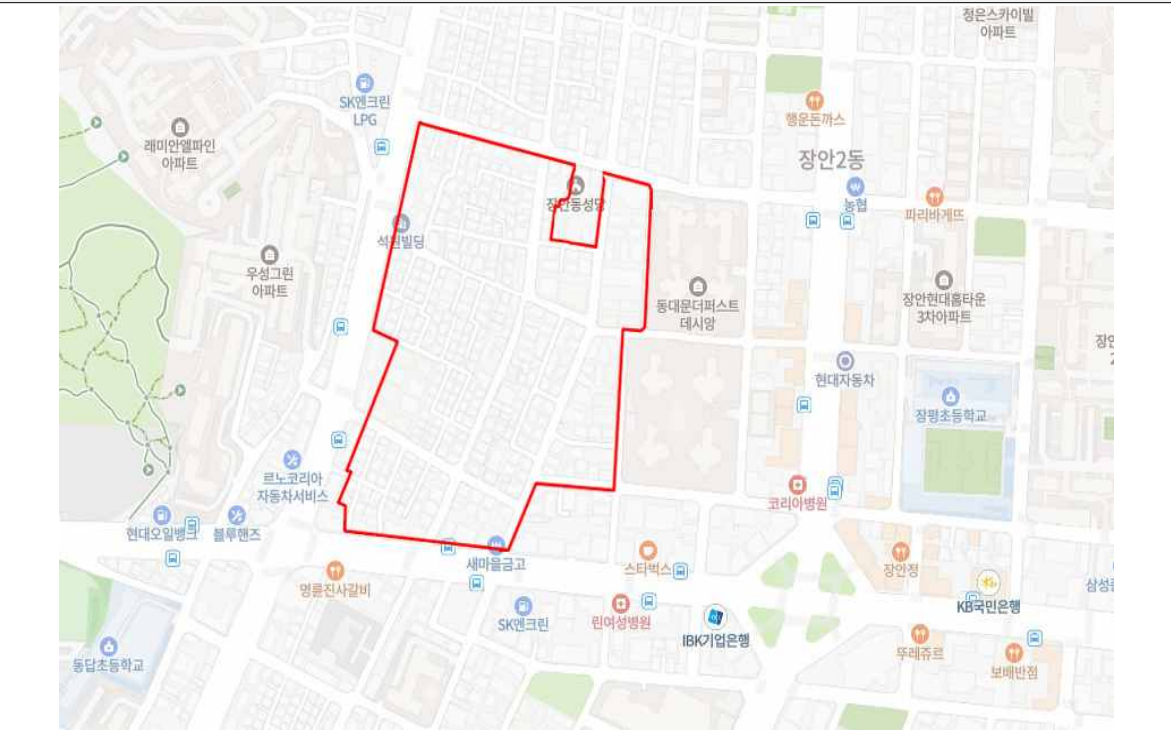 정은스카이빌
아파트
SK엔크린
LPG
행운돈까스
래미안엘파인
아파트
장안2동
농협
파리바게뜨
장안동성당
석원빌딩
우성그린
아파트
동대문더퍼스트
데시앙
장안현대홈타운
3차아파트
현대자동차
장평초등학교
르노코리아
자동차서비스
코리아병원
현대오일뱅크
블루핸즈
새마을금고
스타벅스
장안정
명륜진사갈비
KB국민은행
SK엔크린
린여성병원
IBK기업은행
뚜레쥬르
동답초등학교
보배반점